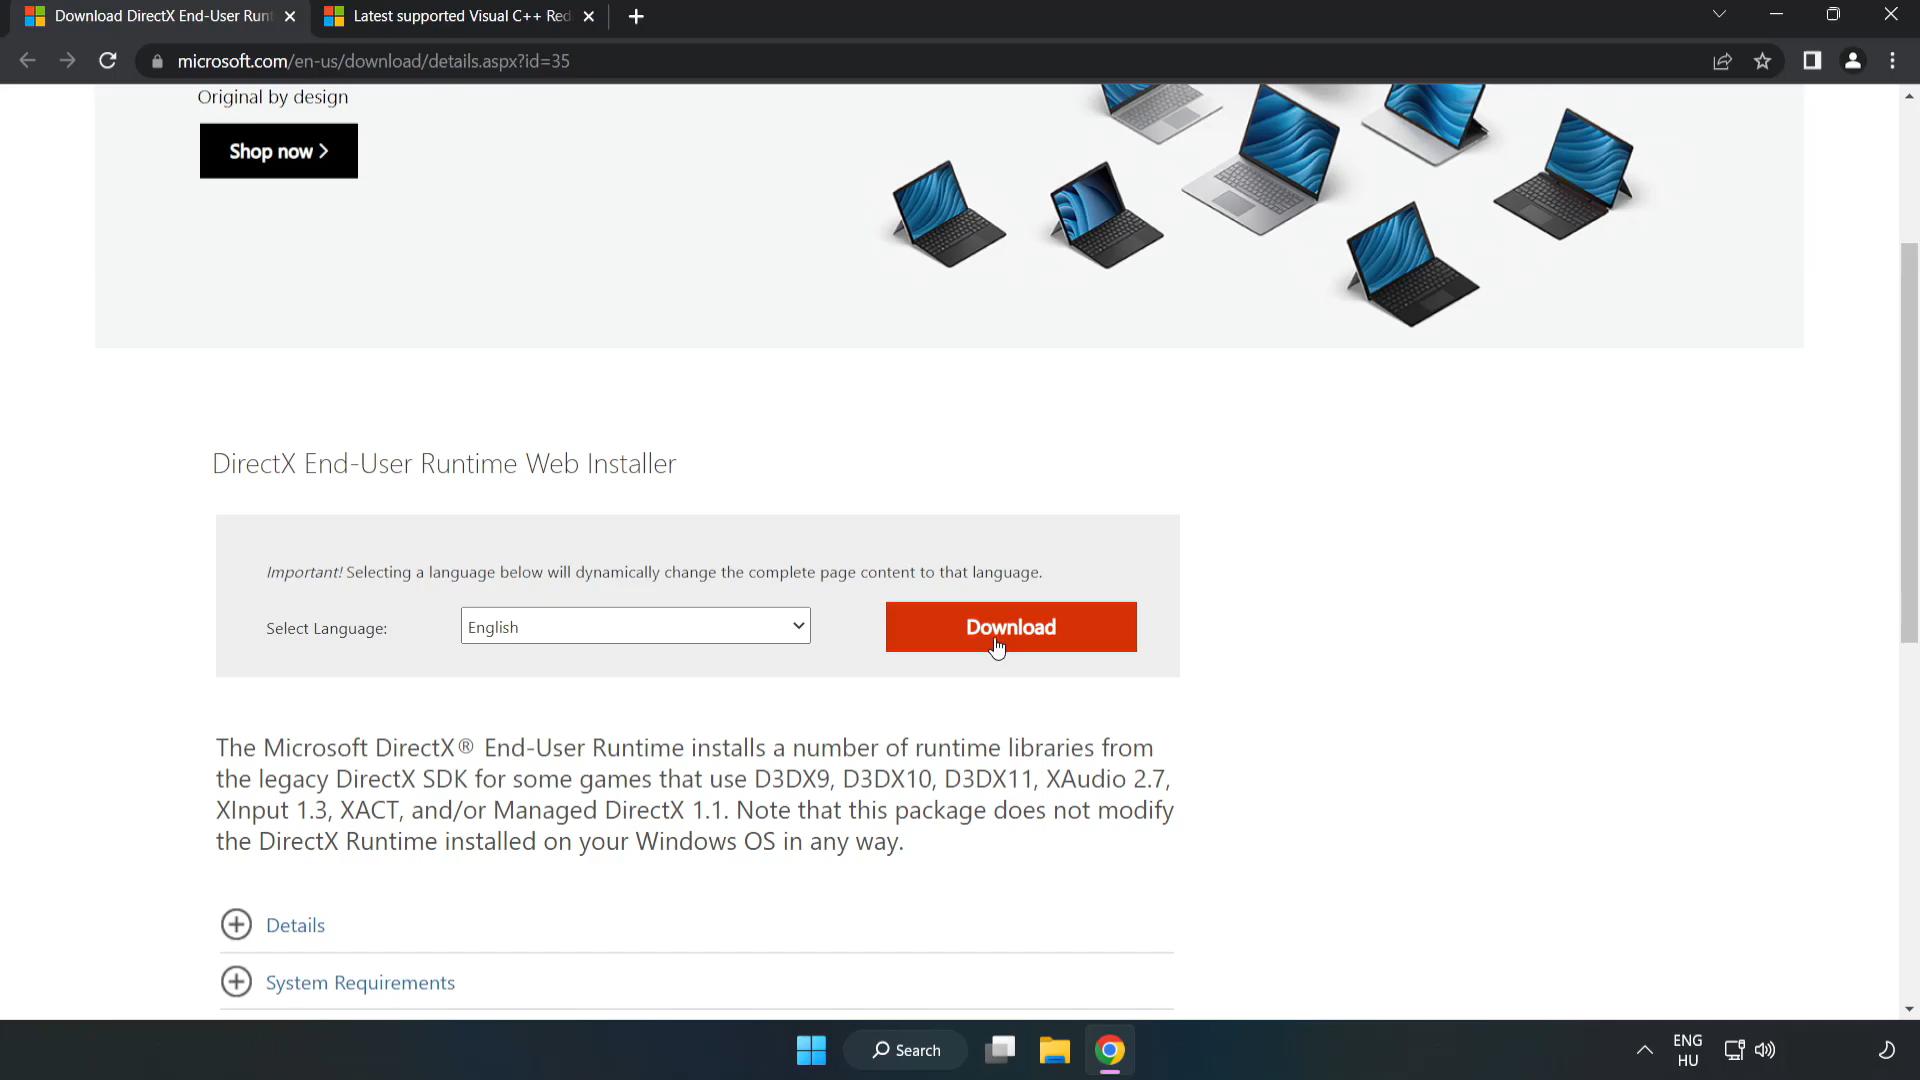 Download DirectX End-User Runt
Latest supported Visual C++ Red
microsoft.com/en-us/download/details.aspx?id=35
Original by design
Shop now
DirectX End-User Runtime Web Installer
Important! Selecting a language below will dynamically change the complete page content to that language.
Select Language:
English
Download
The Microsoft DirectX® End-User Runtime installs a number of runtime libraries from
the legacy DirectX SDK for some games that use D3DX9, D3DX10, D3DX11, XAudio 2.7,
XInput 1.3, XACT, and/or Managed DirectX 1.1. Note that this package does not modify
the DirectX Runtime installed on your Windows OS in any way.
Details
System Requirements
Search
ENG
HU